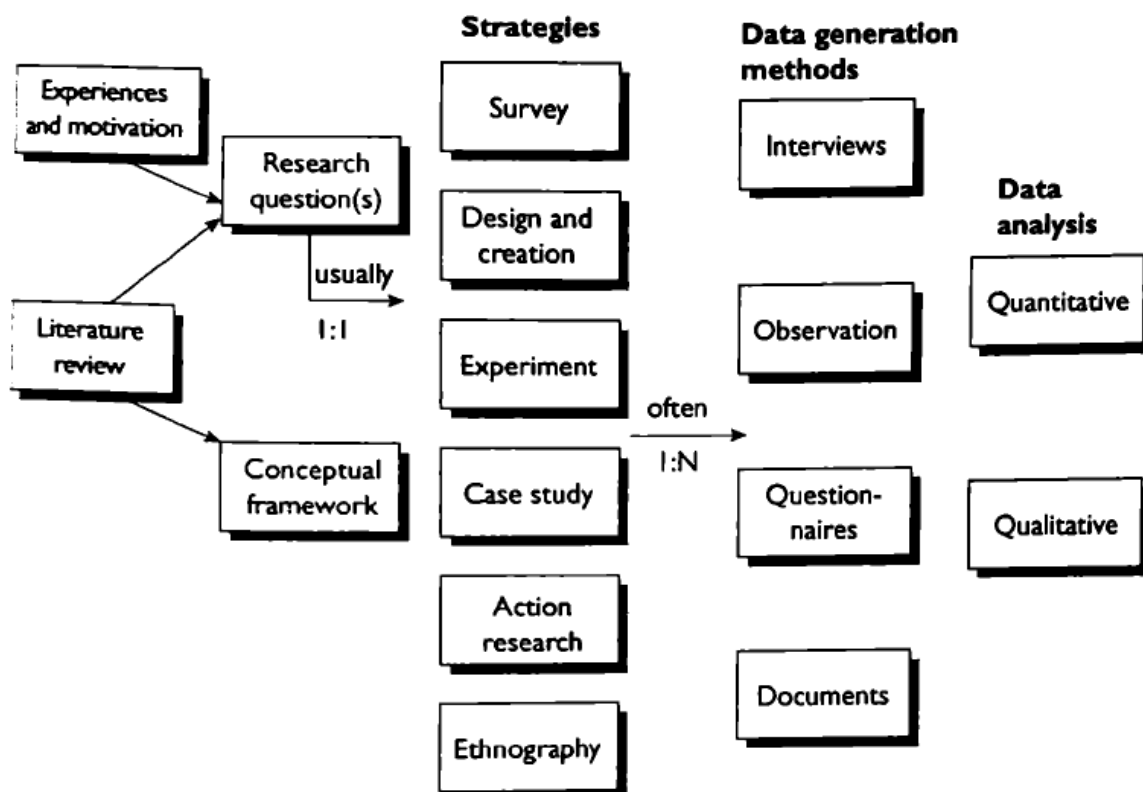 Experiences
and motivation
Literature
review
Research
question(s)
usually
1:1
Conceptual
framework
Strategies
Survey
Design and
creation
Experiment
Case study
Action
research
Ethnography
often
1:N
Data generation
methods
Interviews
Observation
Question-
naires
Documents
Data
analysis
Quantitative
Qualitative